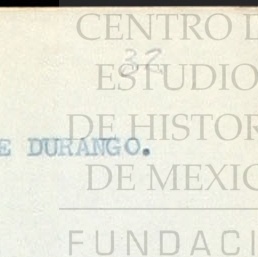 CENTRO D
32
ESTUDIO
DE HISTOR
E DURANGO.
DE MEXIC
FUNDACI